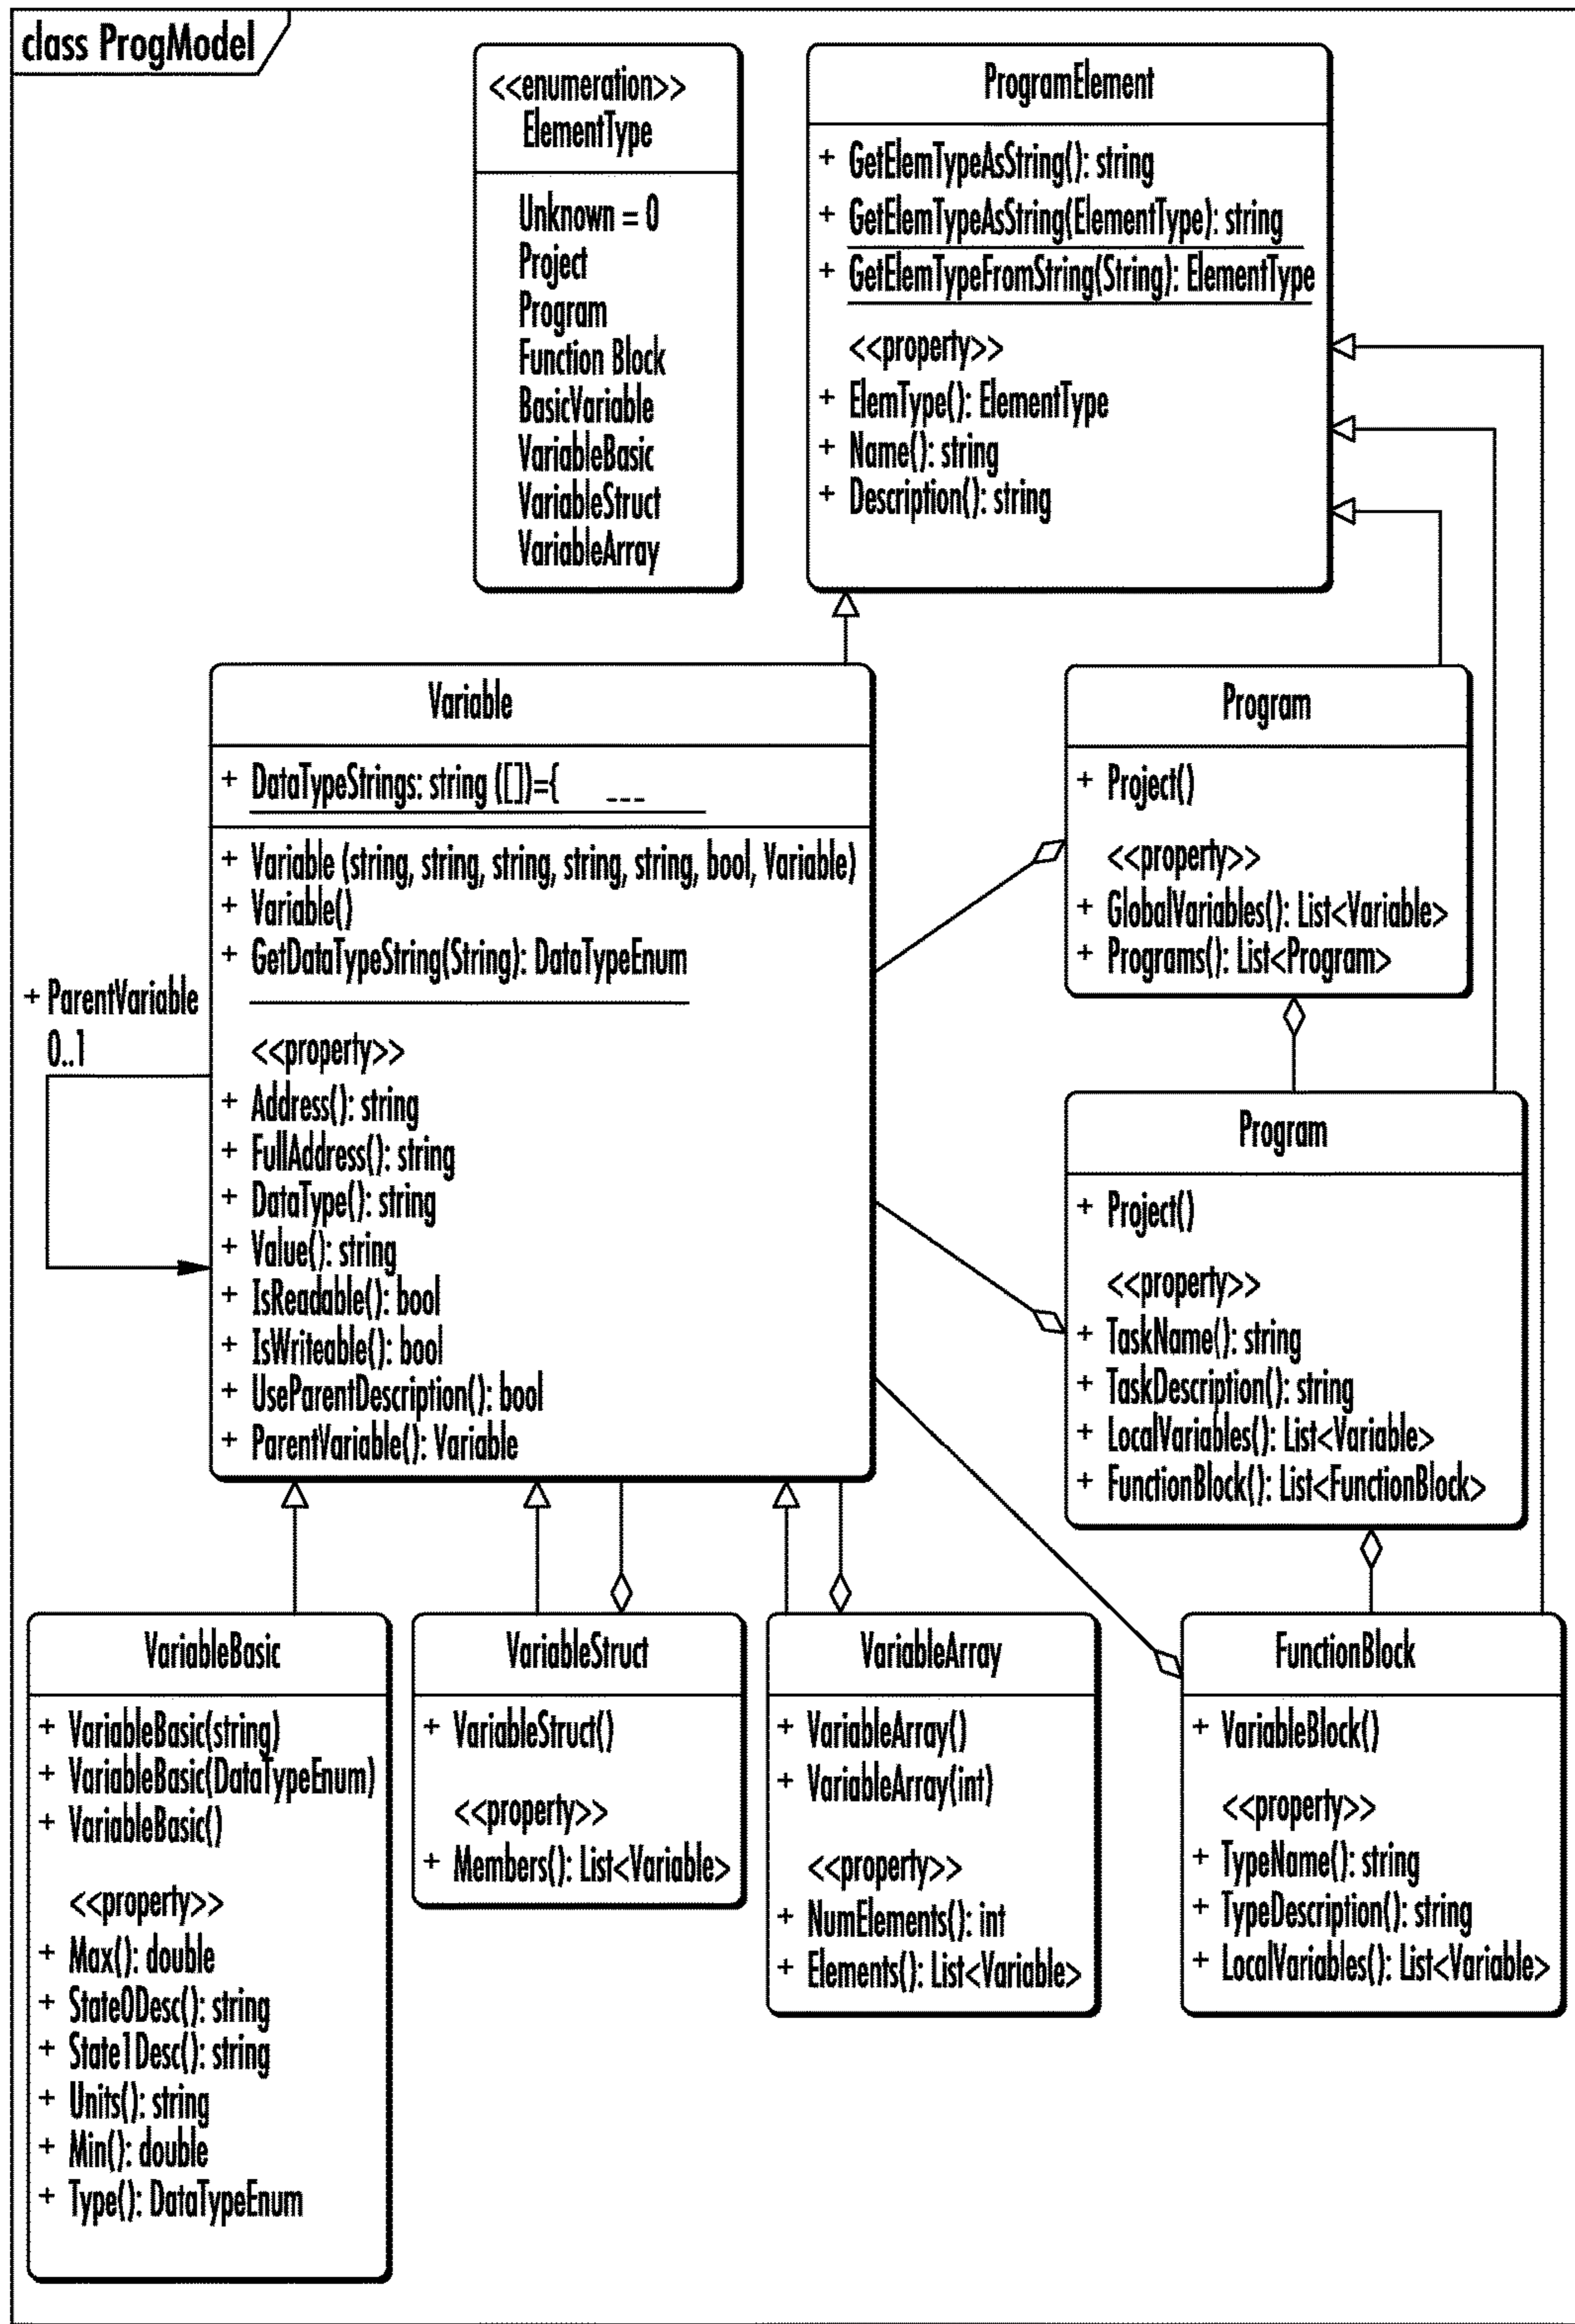 class ProgModel
<<enumeration>>
ElementType
Unknown = 0
Project
Program
Function Block
BasicVariable
VariableBasic
VariableStruct
VariableArray
ProgramElement
+ GetElemTypeAsString(): string
+ GetElemTypeAsString(ElementType): string
+ GetElemTypeFromString(String): ElementType
<<property>>
+ ElemType(): ElementType
+ Name(): string
+ Description(): string
Variable
+ DataTypeStrings: string ([])={ ---
+ Variable (string, string, string, string, string, bool, Variable)
+ Variable()
+ GetDataTypeString(String): DataTypeEnum
<<property>>
+ Address(): string
+ FullAddress(): string
+ DataType(): string
+ Value(): string
+ IsReadable(): bool
+ IsWriteable(): bool
+ UseParentDescription(): bool
+ ParentVariable(): Variable
+ ParentVariable
0..1
Program
+ Project()
<<property>>
+ GlobalVariables(): List<Variable>
+ Programs(): List<Program>
Program
+ Project()
<<property>>
+ TaskName(): string
+ TaskDescription(): string
+ LocalVariables(): List<Variable>
+ FunctionBlock(): List<FunctionBlock>
VariableBasic
+ VariableBasic(string)
+ VariableBasic(DataTypeEnum)
+ VariableBasic()
<<property>>
+ Max(): double
+ State0Desc(): string
+ State1Desc(): string
+ Units(): string
+ Min(): double
+ Type(): DataTypeEnum
VariableStruct
+ VariableStruct()
<<property>>
+ Members(): List<Variable>
VariableArray
+ VariableArray()
+ VariableArray(int)
<<property>>
+ NumElements(): int
+ Elements(): List<Variable>
FunctionBlock
+ VariableBlock()
<<property>>
+ TypeName(): string
+ TypeDescription(): string
+ LocalVariables(): List<Variable>